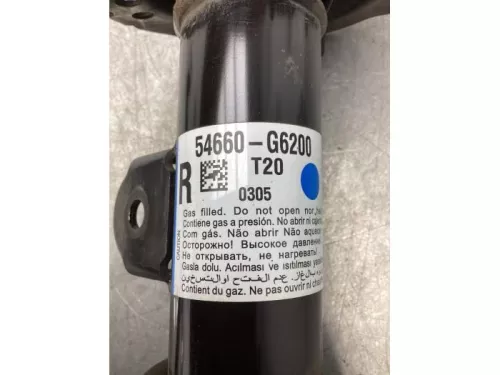 54660-G6200
R
T20
0305
CAUTION
Gas filled. Do not open nor
Contiene gas a presión. No abrir ni
Com gás. Não abrir Não
Осторожно! Высокое давление.
Не открывать, не нагревать!
Gazla dolu. Açılması ve ısıtılması
Contient du gaz. Ne pas ouvrir ni